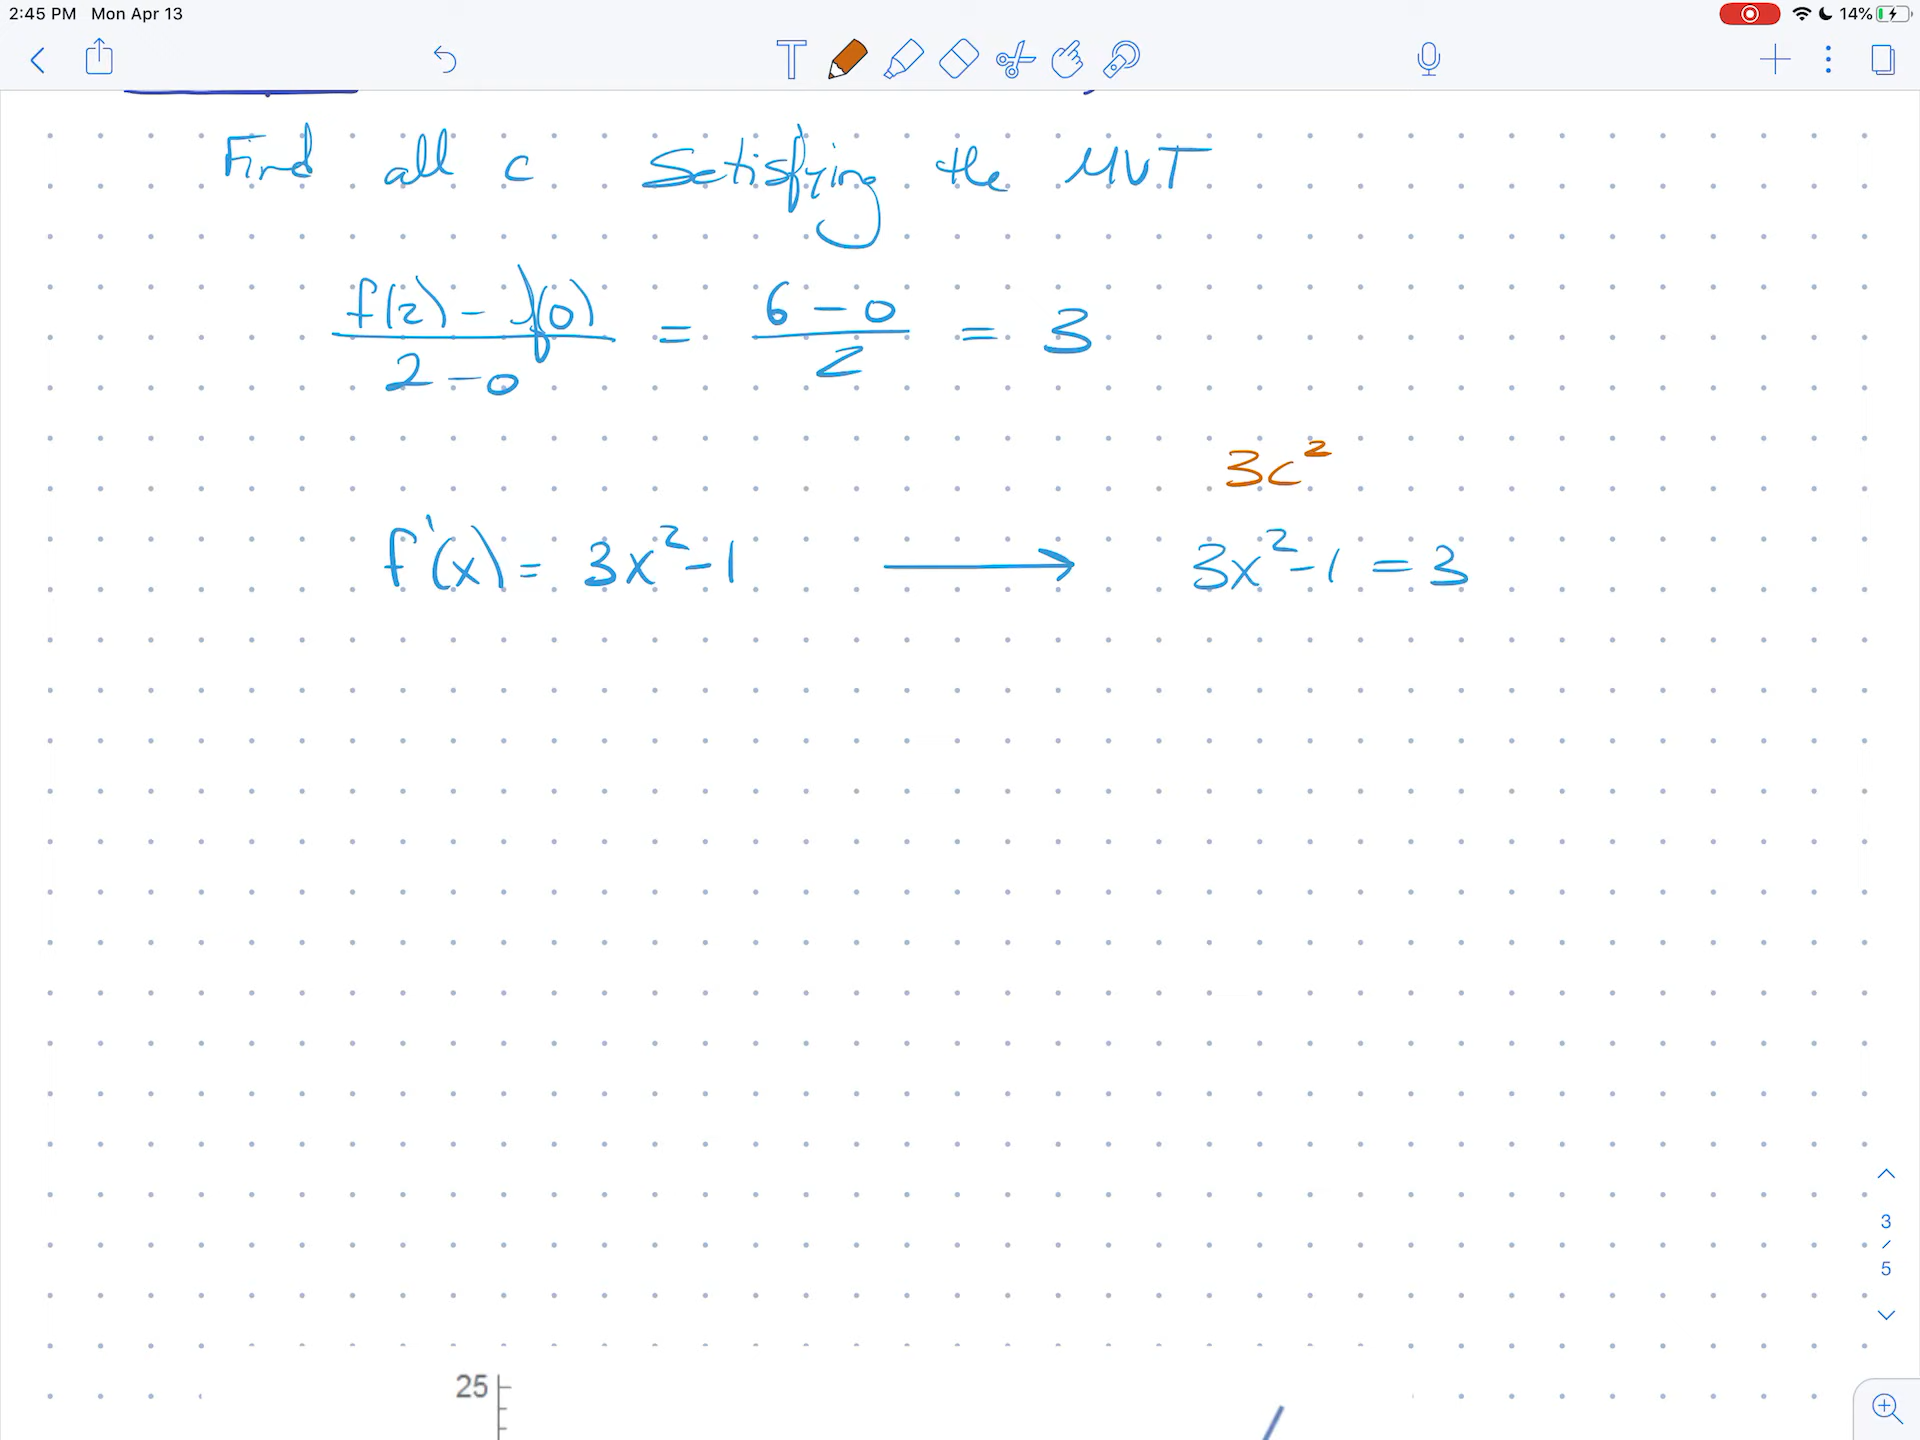 2:45 PM Mon Apr 13
14%
T
Find all c satisfying the MVT
f(2) - f(0) / 2 - 0 = 6 - 0 / 2 = 3
3c²
f'(x) = 3x² - 1 → 3x² - 1 = 3
3
/
5
25